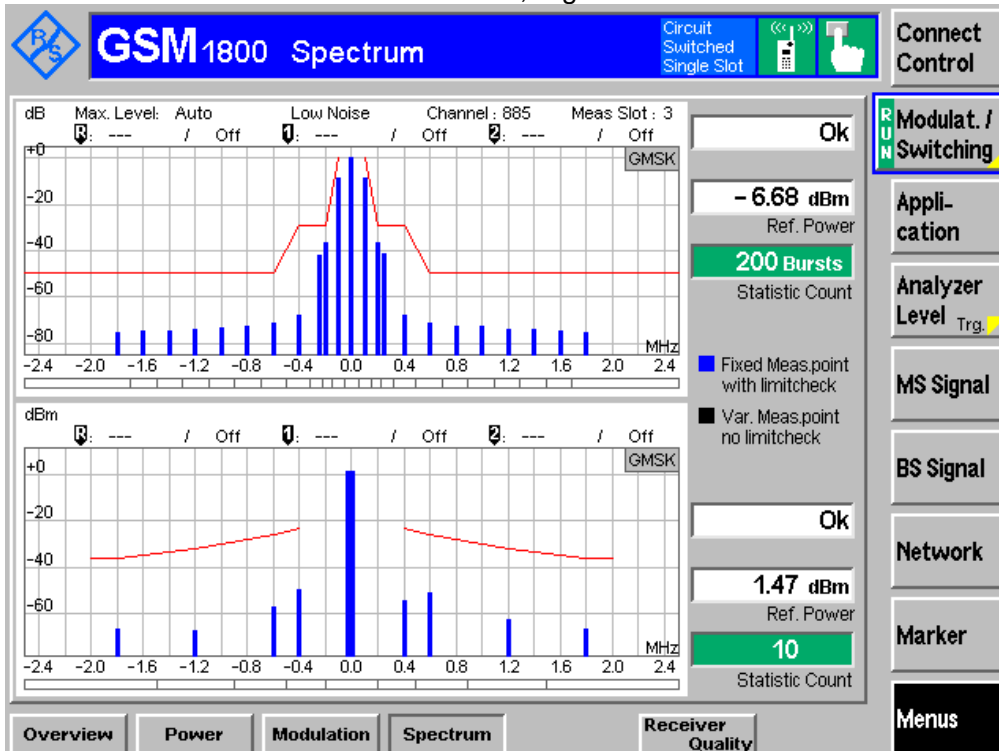 R&S
GSM1800 Spectrum
Circuit
Switched
Single Slot
Connect
Control
dB Max. Level: Auto Low Noise Channel : 885 Meas Slot : 3
R: --- / Off 1: --- / Off 2: --- / Off
GMSK
+0
-20
-40
-60
-80
MHz
-2.4 -2.0 -1.6 -1.2 -0.8 -0.4 0.0 0.4 0.8 1.2 1.6 2.0 2.4
Ok
– 6.68 dBm
Ref. Power
200 Bursts
Statistic Count
Fixed Meas.point
with limitcheck
Var. Meas.point
no limitcheck
dBm
R: --- / Off 1: --- / Off 2: --- / Off
GMSK
+0
-20
-40
-60
MHz
-2.4 -2.0 -1.6 -1.2 -0.8 -0.4 0.0 0.4 0.8 1.2 1.6 2.0 2.4
Ok
1.47 dBm
Ref. Power
10
Statistic Count
RUN
Modulat. /
Switching
Appli-
cation
Analyzer
Level Trg.
MS Signal
BS Signal
Network
Marker
Menus
Overview
Power
Modulation
Spectrum
Receiver
Quality